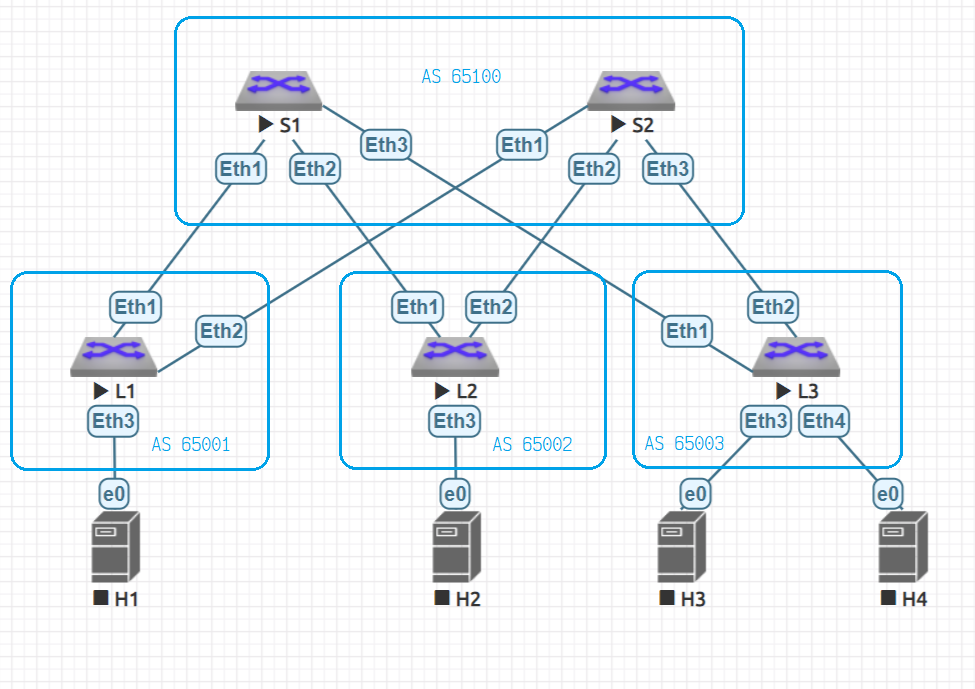 AS 65100
S1
S2
Eth3
Eth1
Eth1
Eth2
Eth2
Eth3
Eth1
Eth2
Eth1
Eth2
Eth1
Eth2
L1
L2
L3
Eth3
Eth3
Eth3
Eth4
AS 65001
AS 65002
AS 65003
e0
e0
e0
e0
H1
H2
H3
H4